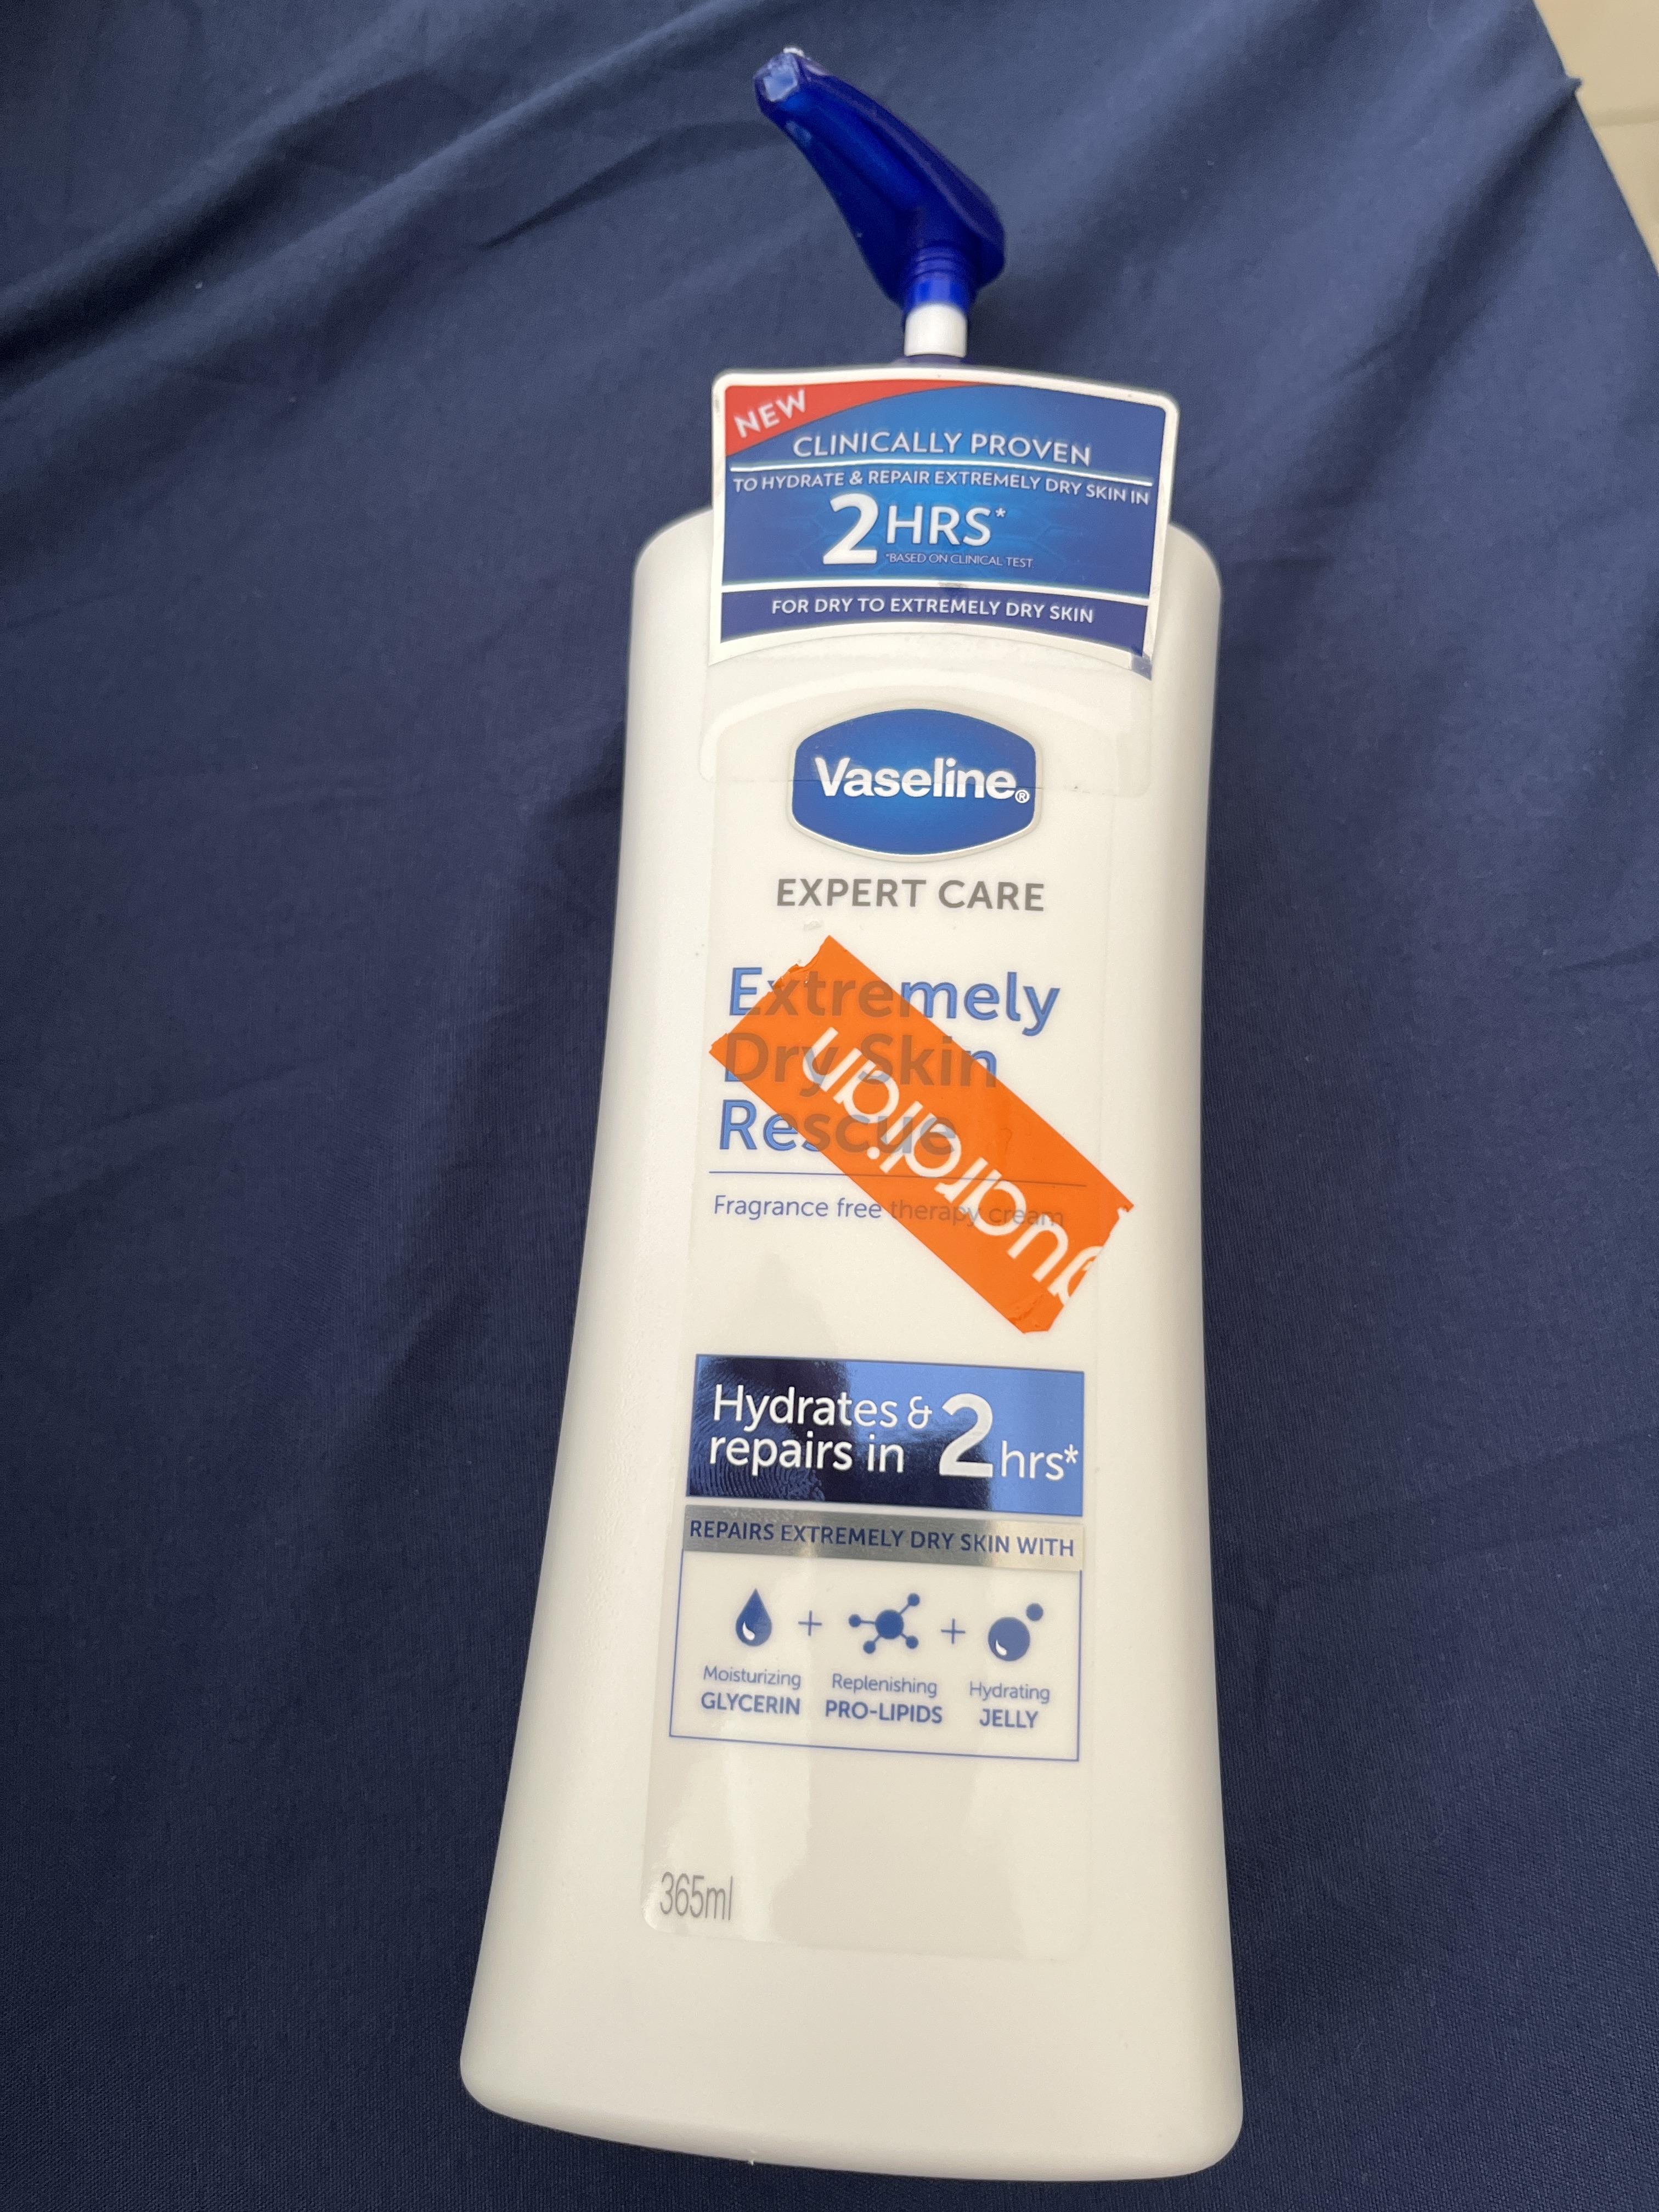 NEW
CLINICALLY PROVEN
TO HYDRATE & REPAIR EXTREMELY DRY SKIN IN
2 HRS*
*BASED ON CLINICAL TEST
FOR DRY TO EXTREMELY DRY SKIN
Vaseline®
EXPERT CARE
Extremely
Dry Skin
Rescue
guardian
Fragrance free therapy cream
Hydrates &
repairs in 2 hrs*
REPAIRS EXTREMELY DRY SKIN WITH
+ +
Moisturizing Replenishing Hydrating
GLYCERIN PRO-LIPIDS JELLY
365ml